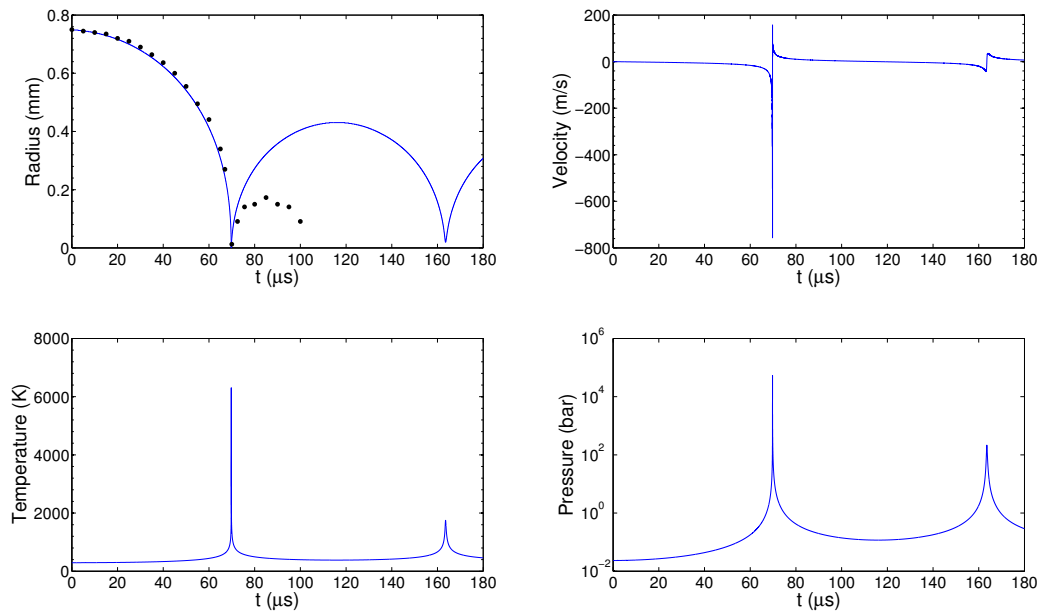 0.8
0.6
0.4
0.2
0
Radius (mm)
0 20 40 60 80 100 120 140 160 180
t (μs)
200
0
−200
−400
−600
−800
Velocity (m/s)
0 20 40 60 80 100 120 140 160 180
t (μs)
8000
6000
4000
2000
0
Temperature (K)
0 20 40 60 80 100 120 140 160 180
t (μs)
10^6
10^4
10^2
10^0
10^−2
Pressure (bar)
0 20 40 60 80 100 120 140 160 180
t (μs)